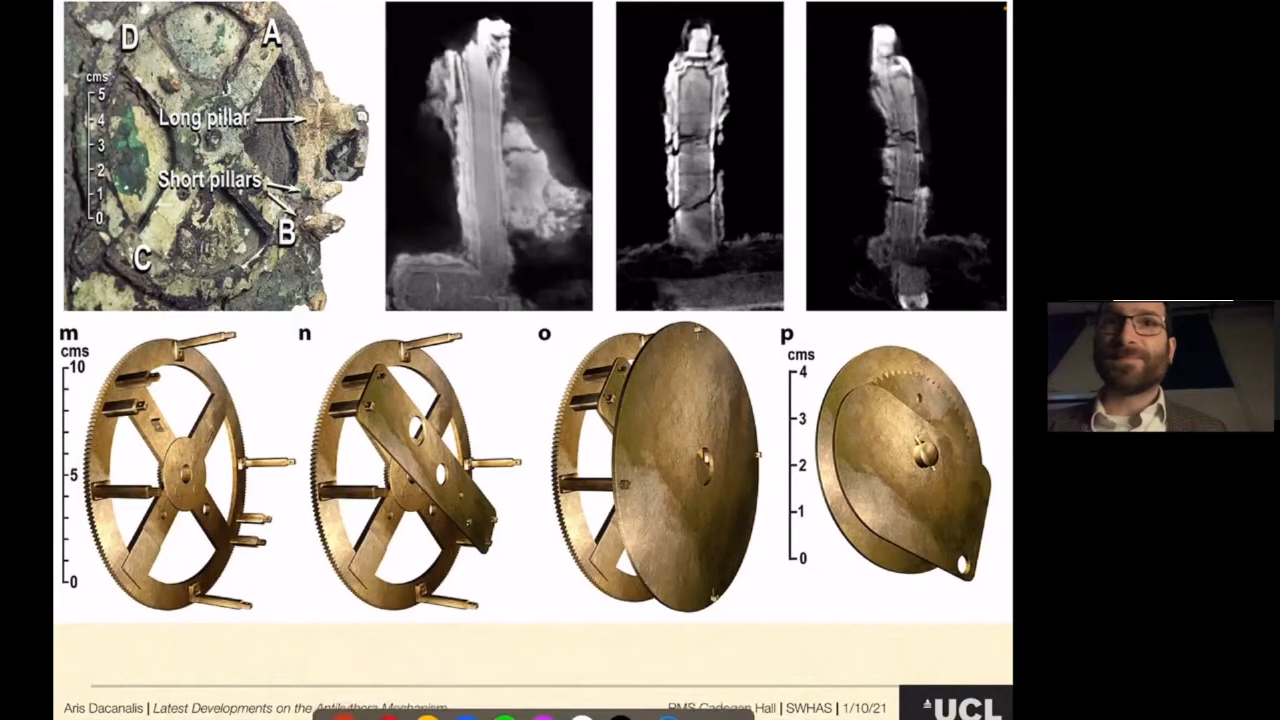 D
A
cms
5
4
3
2
1
0
Long pillar
Short pillars
B
C
m
cms
10
5
0
n
o
p
cms
4
3
2
1
0
Aris Dacanalis | Latest Developments on the Antikythera Mechanism
RMS Cadogan Hall | SWHAS | 1/10/21
UCL